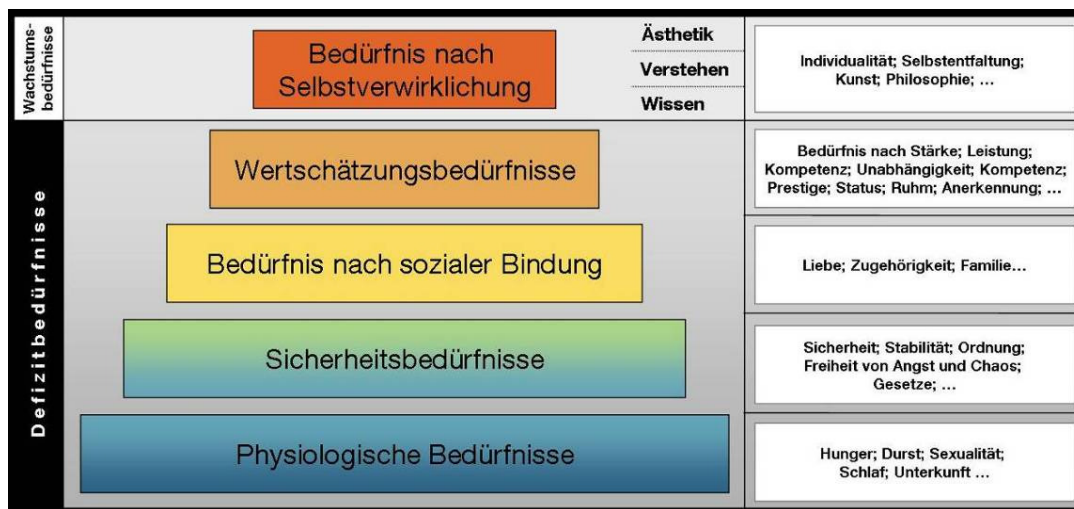 Wachstums-
bedürfnisse
Bedürfnis nach
Selbstverwirklichung
Ästhetik
Verstehen
Wissen
Individualität; Selbstentfaltung;
Kunst; Philosophie; ...
Defizitbedürfnisse
Wertschätzungsbedürfnisse
Bedürfnis nach Stärke; Leistung;
Kompetenz; Unabhängigkeit; Kompetenz;
Prestige; Status; Ruhm; Anerkennung; ...
Bedürfnis nach sozialer Bindung
Liebe; Zugehörigkeit; Familie...
Sicherheitsbedürfnisse
Sicherheit; Stabilität; Ordnung;
Freiheit von Angst und Chaos;
Gesetze; ...
Physiologische Bedürfnisse
Hunger; Durst; Sexualität;
Schlaf; Unterkunft ...